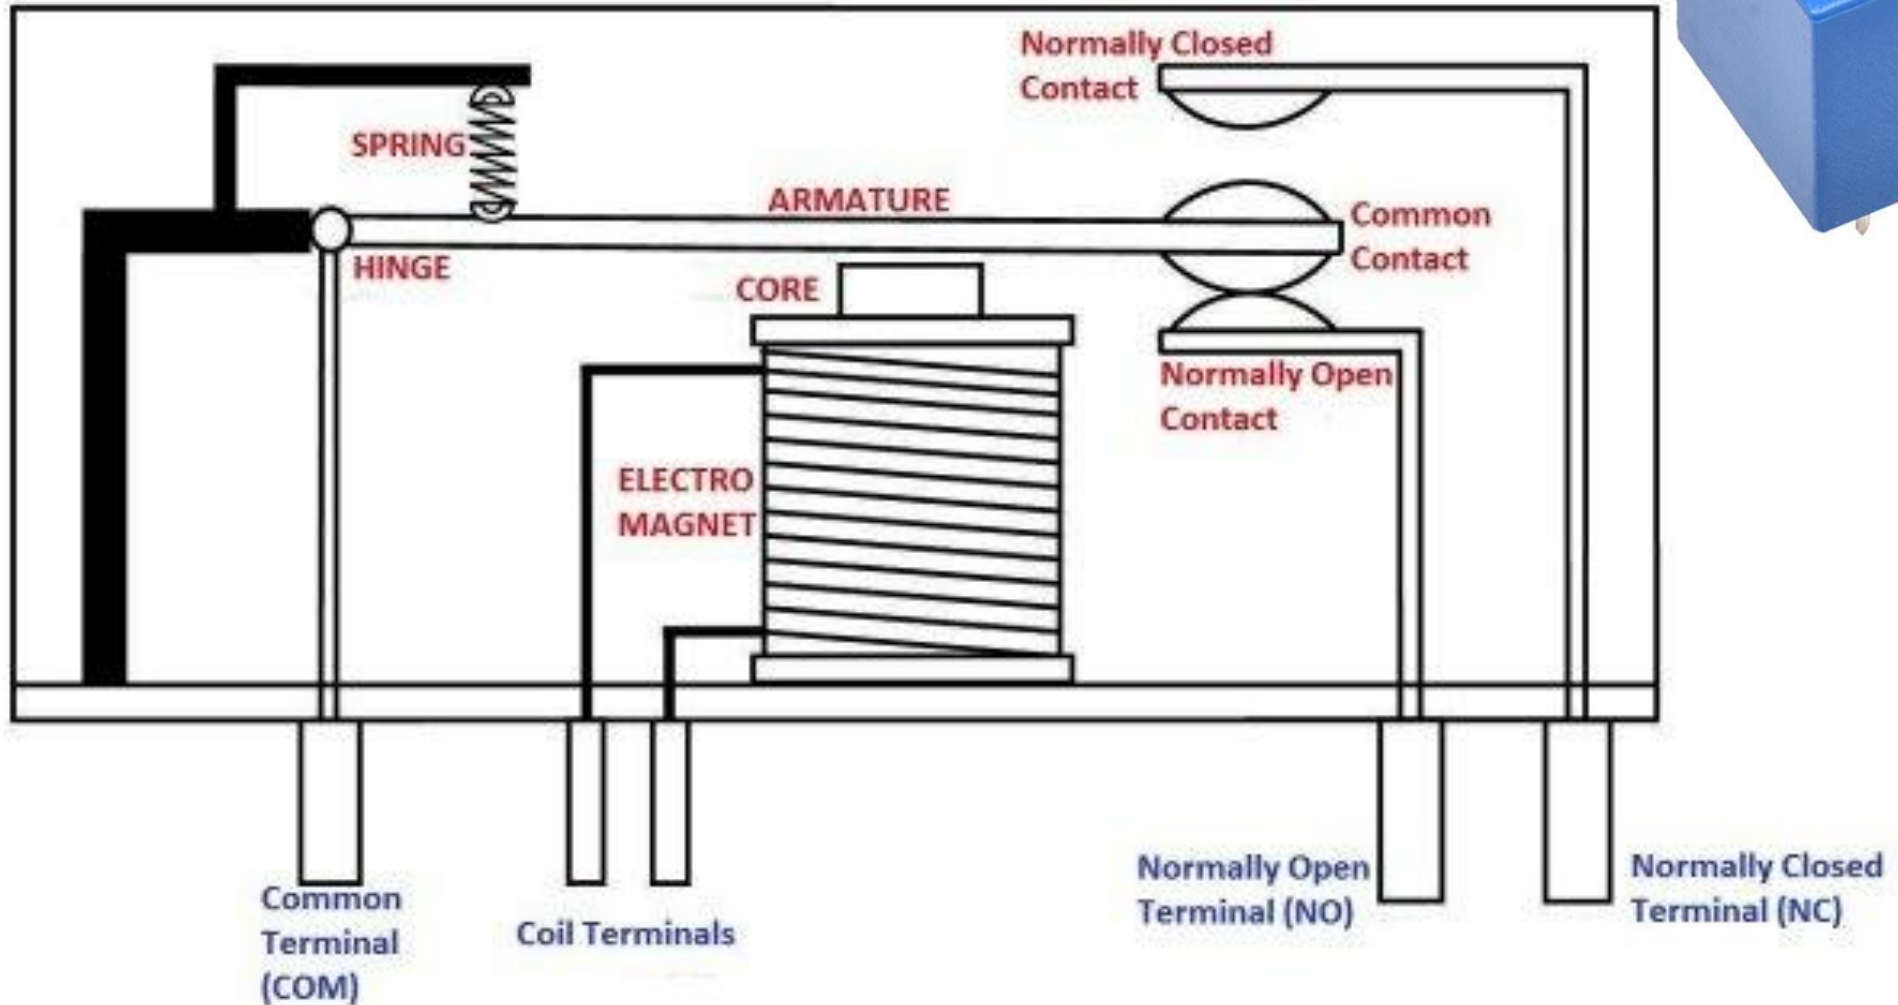 Normally Closed
Contact
SPRING
ARMATURE
Common
Contact
HINGE
CORE
Normally Open
Contact
ELECTRO
MAGNET
Common
Terminal
(COM)
Coil Terminals
Normally Open
Terminal (NO)
Normally Closed
Terminal (NC)